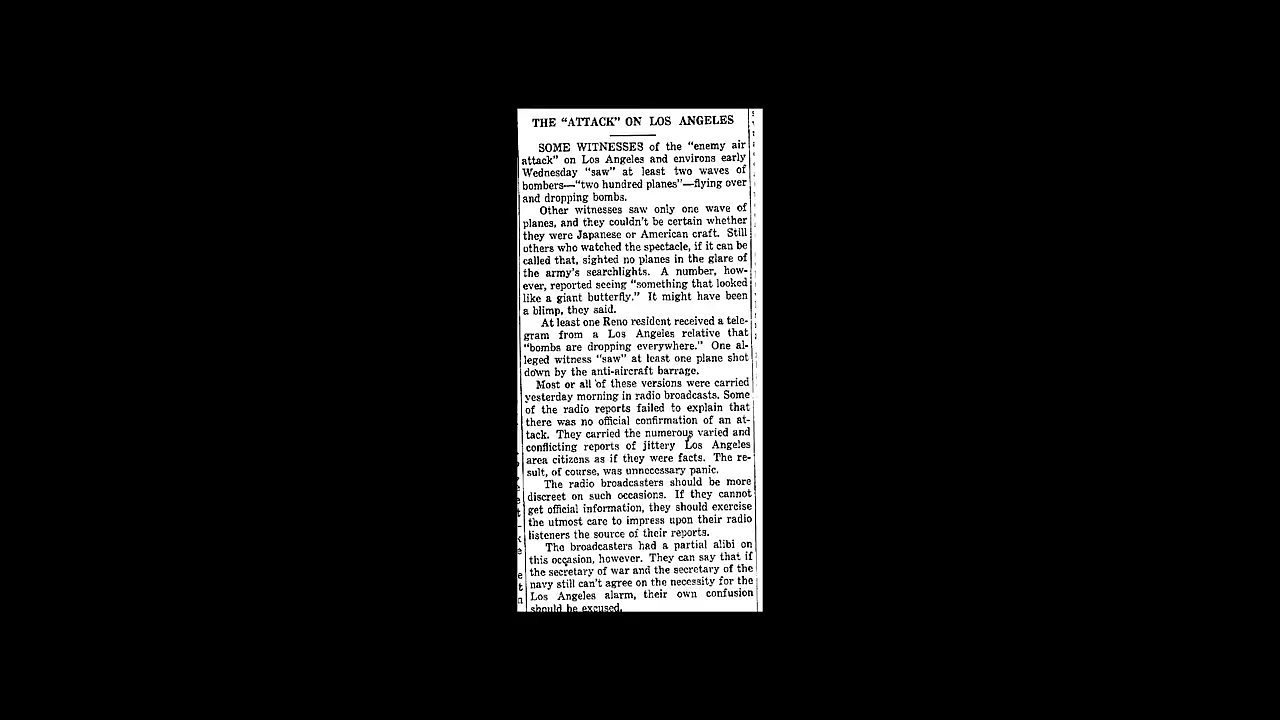 THE “ATTACK” ON LOS ANGELES
SOME WITNESSES of the “enemy air
attack” on Los Angeles and environs early
Wednesday “saw” at least two waves of
bombers—“two hundred planes”—flying over
and dropping bombs.
Other witnesses saw only one wave of
planes, and they couldn't be certain whether
they were Japanese or American craft. Still
others who watched the spectacle, if it can be
called that, sighted no planes in the glare of
the army's searchlights. A number, how-
ever, reported seeing “something that looked
like a giant butterfly.” It might have been
a blimp, they said.
At least one Reno resident received a tele-
gram from a Los Angeles relative that
“bombs are dropping everywhere.” One al-
leged witness “saw” at least one plane shot
down by the anti-aircraft barrage.
Most or all of these versions were carried
yesterday morning in radio broadcasts. Some
of the radio reports failed to explain that
there was no official confirmation of an at-
tack. They carried the numerous varied and
conflicting reports of jittery Los Angeles
area citizens as if they were facts. The re-
sult, of course, was unnecessary panic.
The radio broadcasters should be more
discreet on such occasions. If they cannot
get official information, they should exercise
the utmost care to impress upon their radio
listeners the source of their reports.
The broadcasters had a partial alibi on
this occasion, however. They can say that if
the secretary of war and the secretary of the
navy still can't agree on the necessity for the
Los Angeles alarm, their own confusion
should be excused.